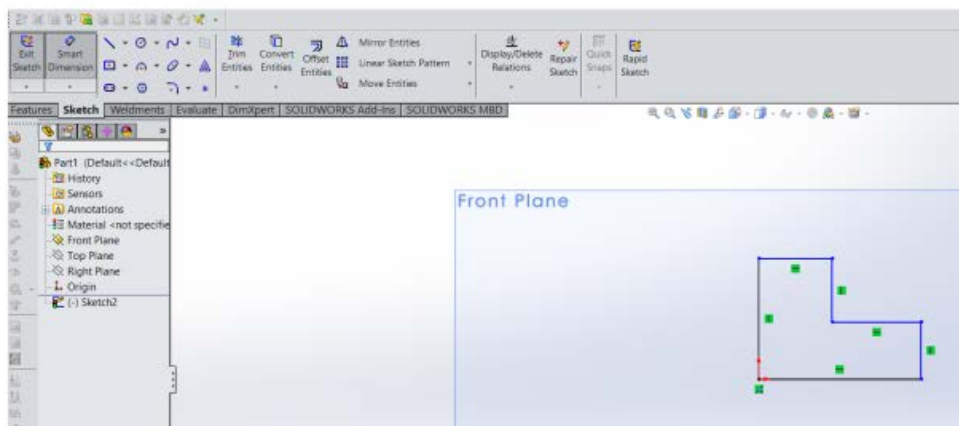 Exit Sketch
Smart Dimension
Trim Entities
Convert Entities
Offset Entities
Mirror Entities
Linear Sketch Pattern
Move Entities
Display/Delete Relations
Repair Sketch
Quick Snaps
Rapid Sketch
Features Sketch Weldments Evaluate DimXpert SOLIDWORKS Add-Ins SOLIDWORKS MBD
Part1 (Default<<Default
History
Sensors
Annotations
Material <not specifie
Front Plane
Top Plane
Right Plane
Origin
(-) Sketch2
Front Plane